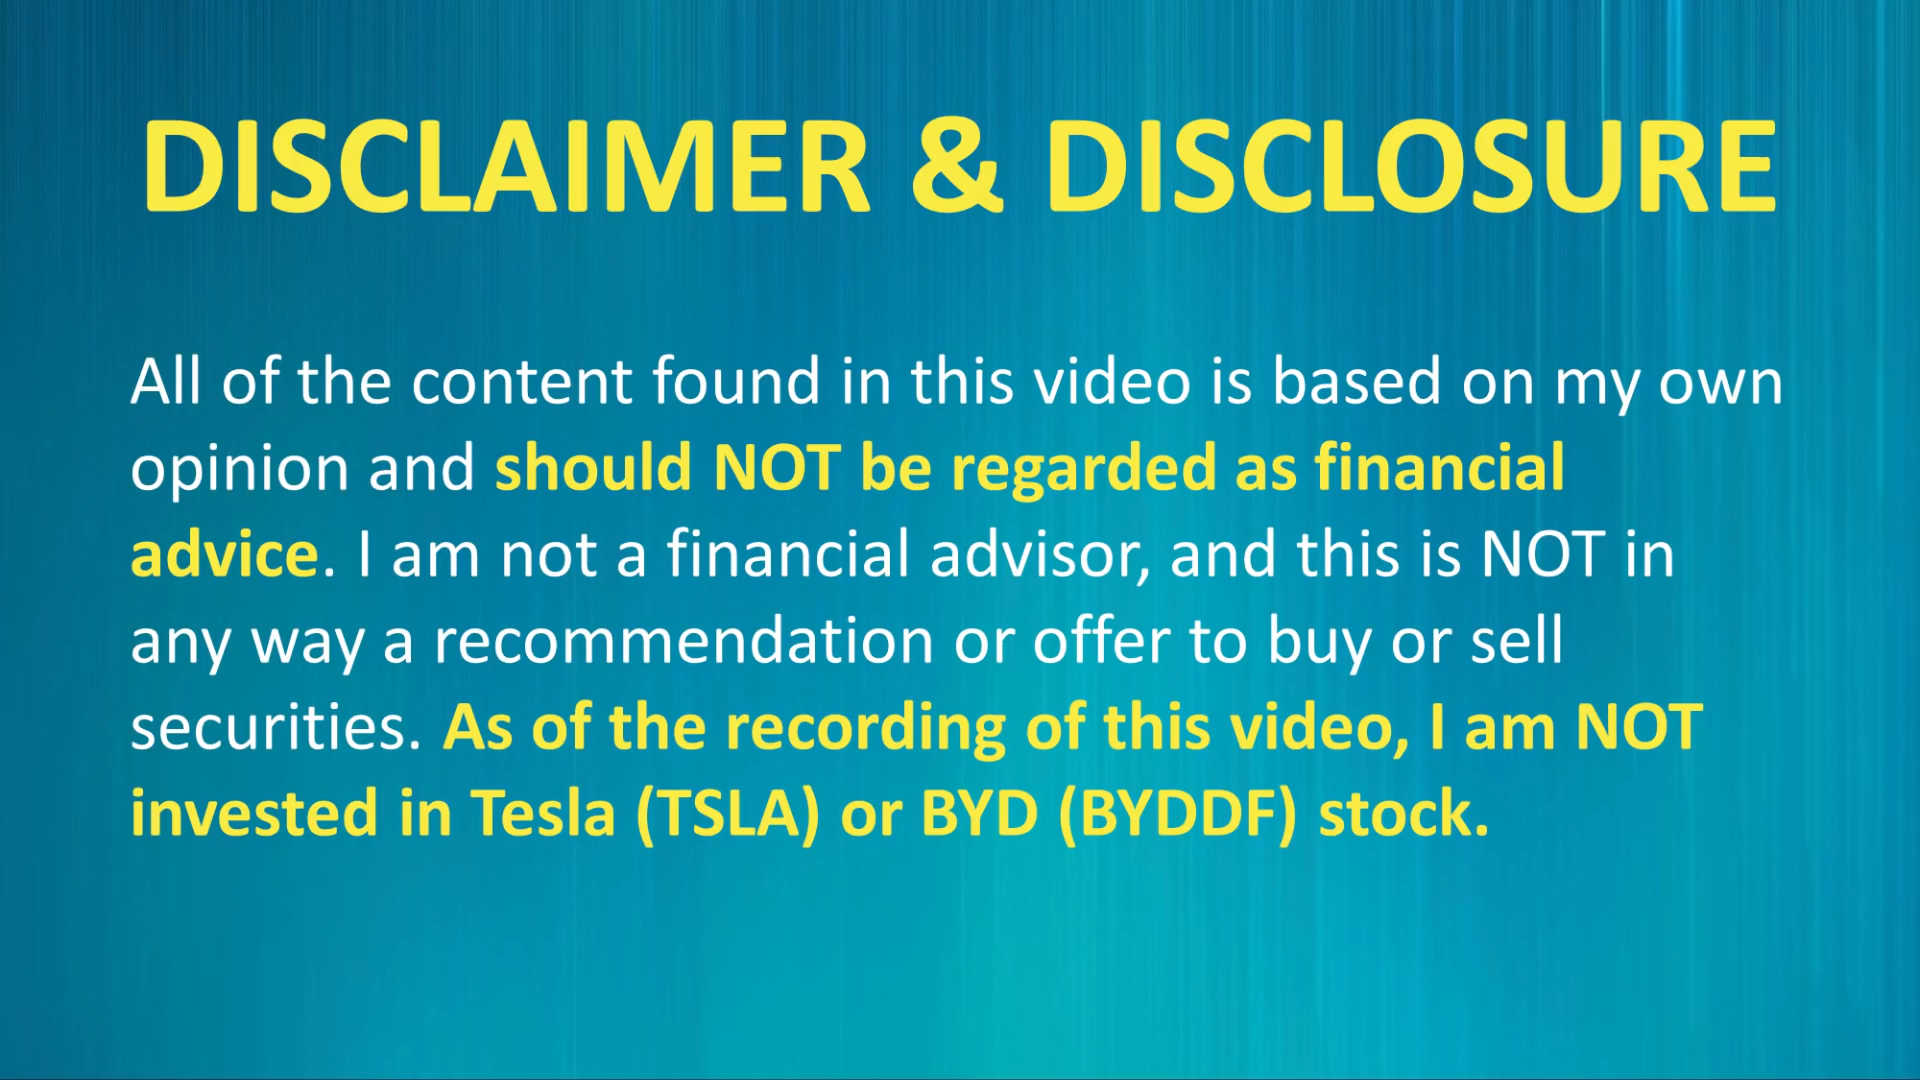 DISCLAIMER & DISCLOSURE
All of the content found in this video is based on my own
opinion and should NOT be regarded as financial
advice. I am not a financial advisor, and this is NOT in
any way a recommendation or offer to buy or sell
securities. As of the recording of this video, I am NOT
invested in Tesla (TSLA) or BYD (BYDDF) stock.